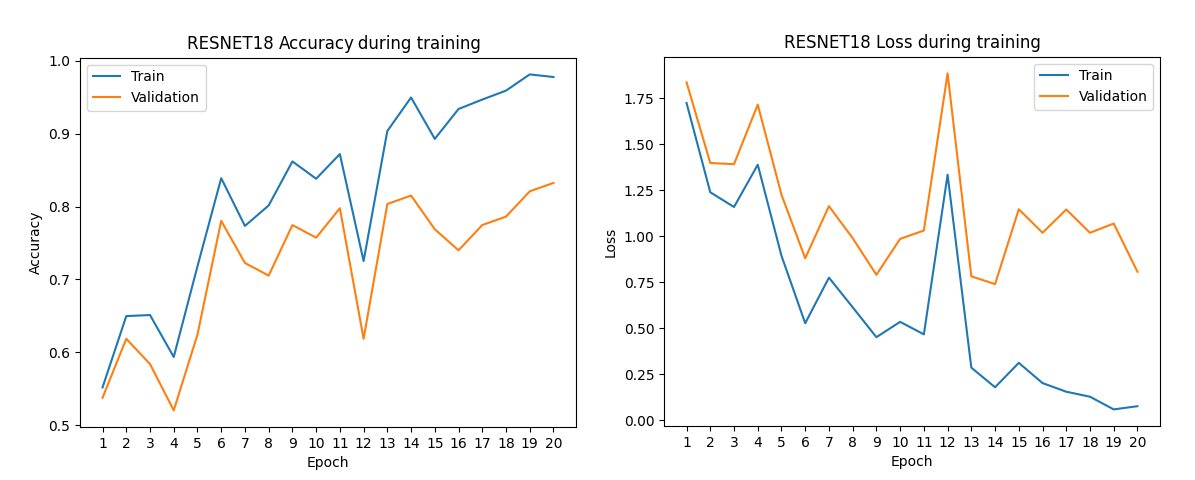 RESNET18 Accuracy during training
Train
Validation
Accuracy
1.0
0.9
0.8
0.7
0.6
0.5
1 2 3 4 5 6 7 8 9 10 11 12 13 14 15 16 17 18 19 20
Epoch
RESNET18 Loss during training
Train
Validation
Loss
1.75
1.50
1.25
1.00
0.75
0.50
0.25
0.00
1 2 3 4 5 6 7 8 9 10 11 12 13 14 15 16 17 18 19 20
Epoch